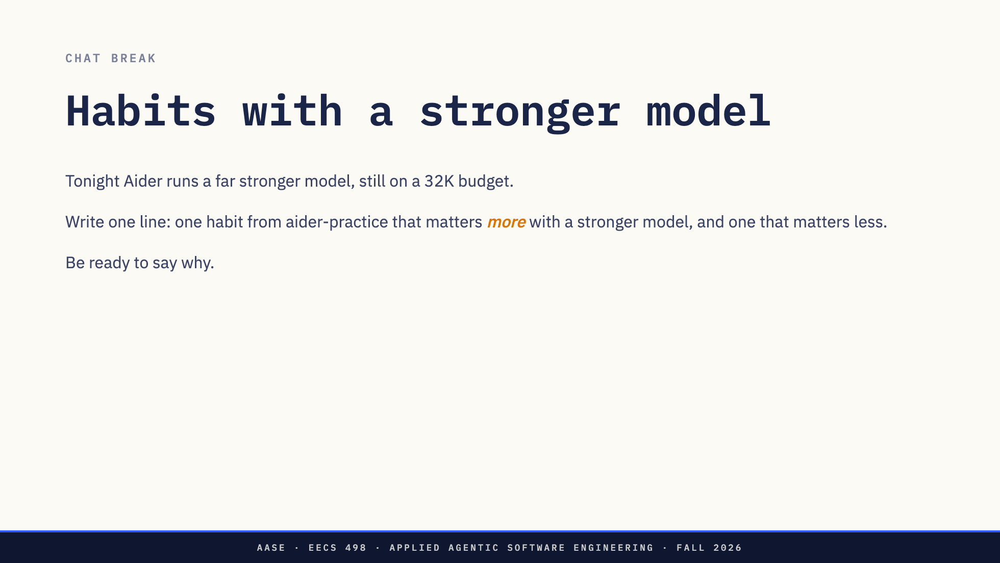 CHAT BREAK
Habits with a stronger model
Tonight Aider runs a far stronger model, still on a 32K budget.
Write one line: one habit from aider-practice that matters more with a stronger model, and one that matters less.
Be ready to say why.
AASE · EECS 498 · APPLIED AGENTIC SOFTWARE ENGINEERING · FALL 2026